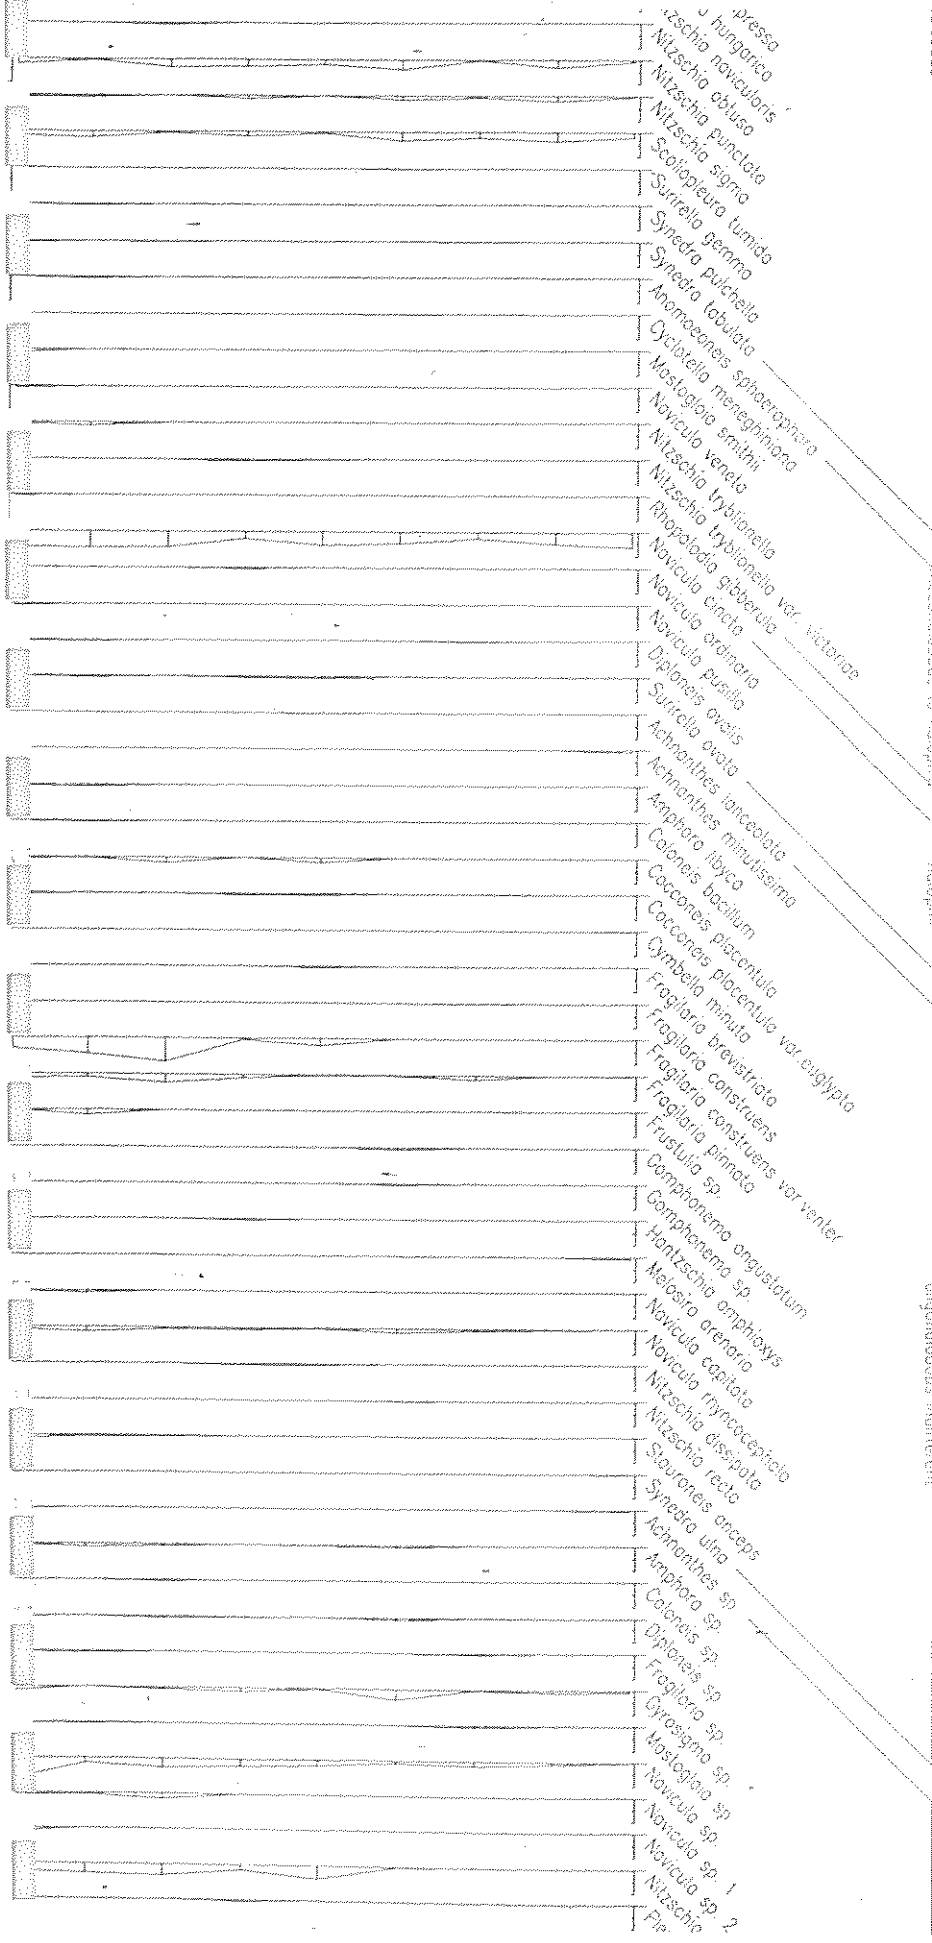 hungarica
Nitzschia navicularis
Nitzschia obtusa
Nitzschia punctata
Nitzschia sigma
Scoliopleura tumida
Surirella gemma
Synedra pulchella
Synedra tabulata
Anomoeoneis sphaerophora
Cyclotella meneghiniana
Mastogloia smithii
Navicula veneta
Nitzschia tryblionella
Nitzschia tryblionella var. victoriae
Rhopalodia gibberula
Navicula cincta
Navicula ordinaria
Navicula pusilla
Diploneis ovalis
Surirella ovata
Achnanthes lanceolata
Achnanthes minutissima
Amphora libyca
Caloneis bacillum
Cocconeis placentula
Cocconeis placentula var. euglypta
Cymbella minuta
Fragilaria brevistriata
Fragilaria construens
Fragilaria construens var venter
Fragilaria pinnata
Frustulia sp.
Gomphonema angustatum
Gomphonema sp.
Hantzschia amphioxys
Melosira arenaria
Navicula capitata
Navicula rhyncocephala
Nitzschia dissipata
Nitzschia recta
Stauroneis anceps
Synedra ulna
Achnanthes sp.
Amphora sp.
Caloneis sp.
Diploneis sp
Fragilaria sp.
Gyrosigma sp.
Mastogloia sp
Navicula sp.
Navicula sp. 1
Navicula sp. 2
Nitzschia